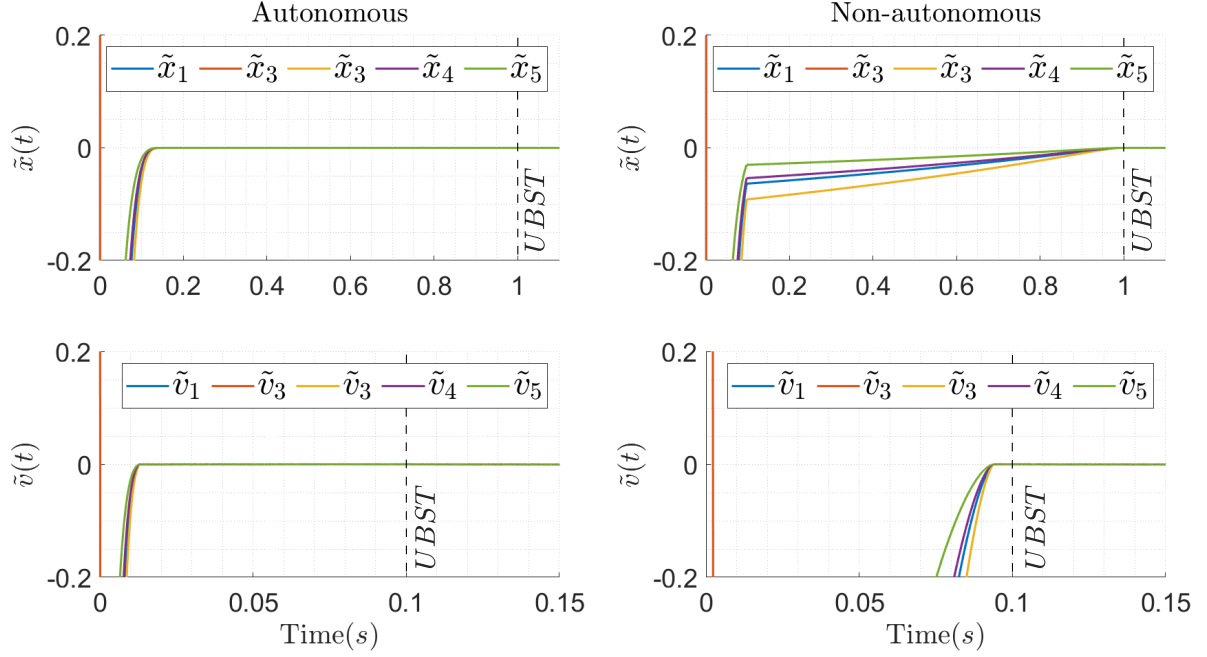 Autonomous
Non-autonomous
0.2
x̃₁ x̃₃ x̃₃ x̃₄ x̃₅
x̃(t)
0
UBST
-0.2
0 0.2 0.4 0.6 0.8 1
0.2
x̃₁ x̃₃ x̃₃ x̃₄ x̃₅
x̃(t)
0
UBST
-0.2
0 0.2 0.4 0.6 0.8 1
0.2
ṽ₁ ṽ₃ ṽ₃ ṽ₄ ṽ₅
ṽ(t)
0
UBST
-0.2
0 0.05 0.1 0.15
Time(s)
0.2
ṽ₁ ṽ₃ ṽ₃ ṽ₄ ṽ₅
ṽ(t)
0
UBST
-0.2
0 0.05 0.1 0.15
Time(s)